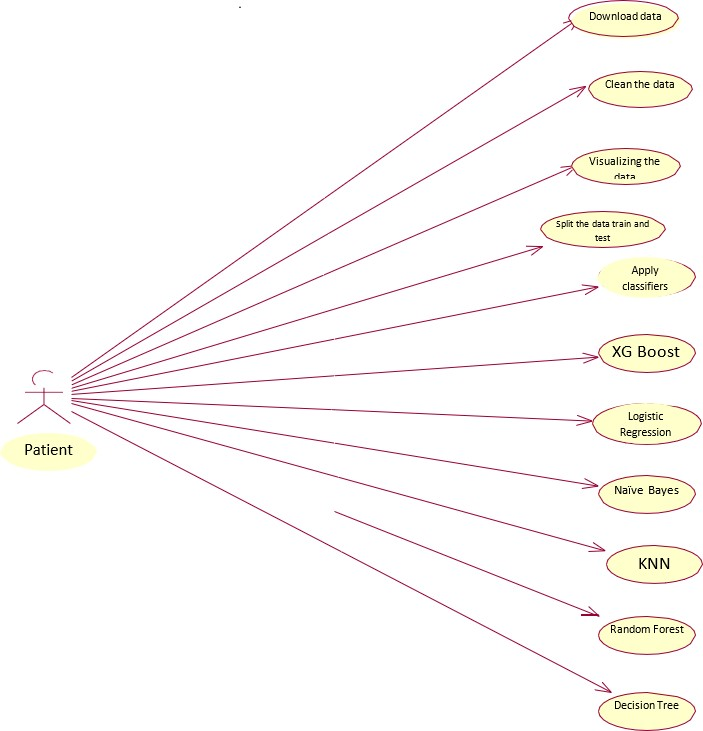 Download data
Clean the data
Visualizing the
data
Split the data train and
test
Apply
classifiers
XG Boost
Logistic
Regression
Patient
Naïve Bayes
KNN
Random Forest
Decision Tree